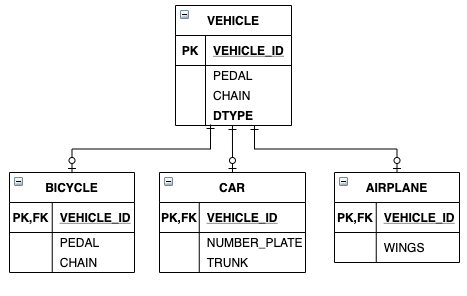 VEHICLE
PK VEHICLE_ID
PEDAL
CHAIN
DTYPE
BICYCLE
PK,FK VEHICLE_ID
PEDAL
CHAIN
CAR
PK,FK VEHICLE_ID
NUMBER_PLATE
TRUNK
AIRPLANE
PK,FK VEHICLE_ID
WINGS